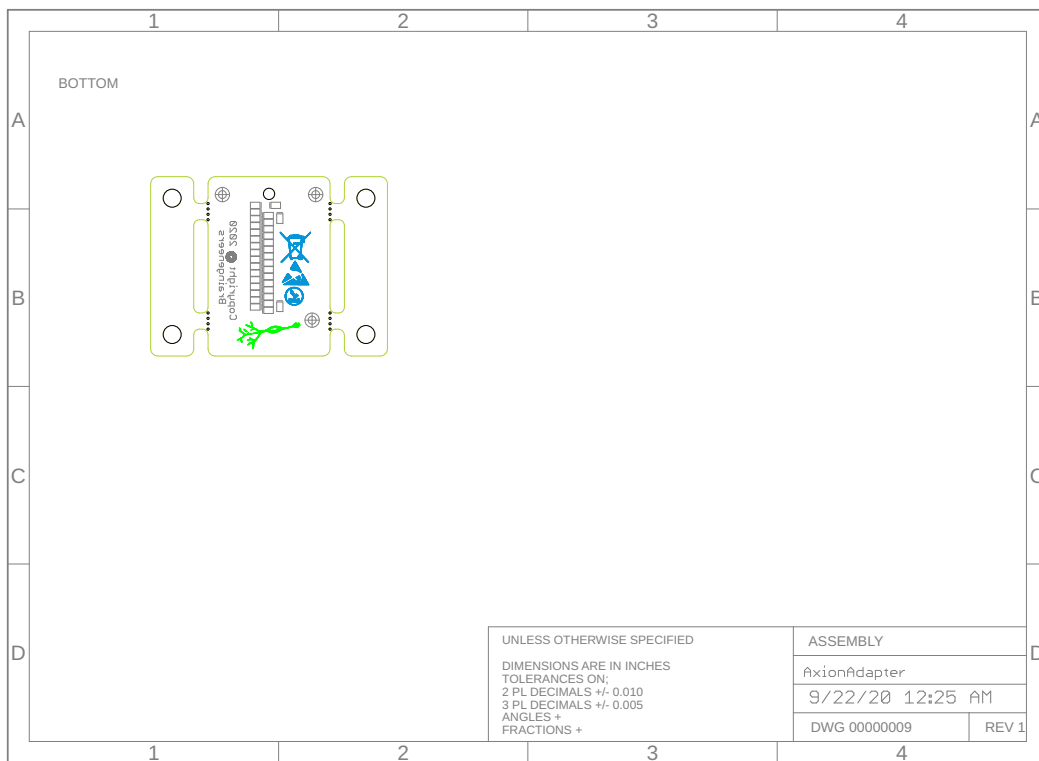 1 2 3 4
BOTTOM
A A
B B
C C
D D
Braingeneers
Copyright © 2020
UNLESS OTHERWISE SPECIFIED
DIMENSIONS ARE IN INCHES
TOLERANCES ON;
2 PL DECIMALS +/- 0.010
3 PL DECIMALS +/- 0.005
ANGLES +
FRACTIONS +
ASSEMBLY
AxionAdapter
9/22/20 12:25 AM
DWG 00000009 REV 1
1 2 3 4